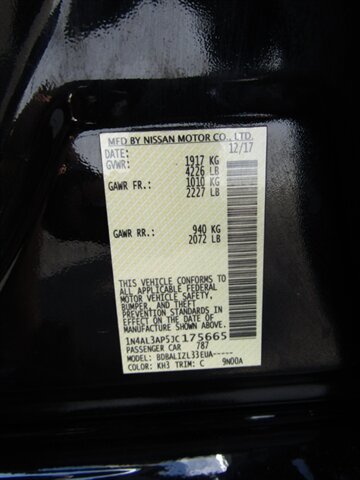 MFD BY NISSAN MOTOR CO., LTD.
DATE: 12/17
GVWR: 1917 KG
4226 LB
GAWR FR.: 1010 KG
2227 LB
GAWR RR.: 940 KG
2072 LB
THIS VEHICLE CONFORMS TO
ALL APPLICABLE FEDERAL
MOTOR VEHICLE SAFETY,
BUMPER, AND THEFT
PREVENTION STANDARDS
IN EFFECT ON THE DATE OF
MANUFACTURE SHOWN ABOVE.
1N4AL3AP5JC175665
PASSENGER CAR 787
MODEL: BDBALIZL33EUA-----
COLOR: KH3 TRIM: C 9N00A